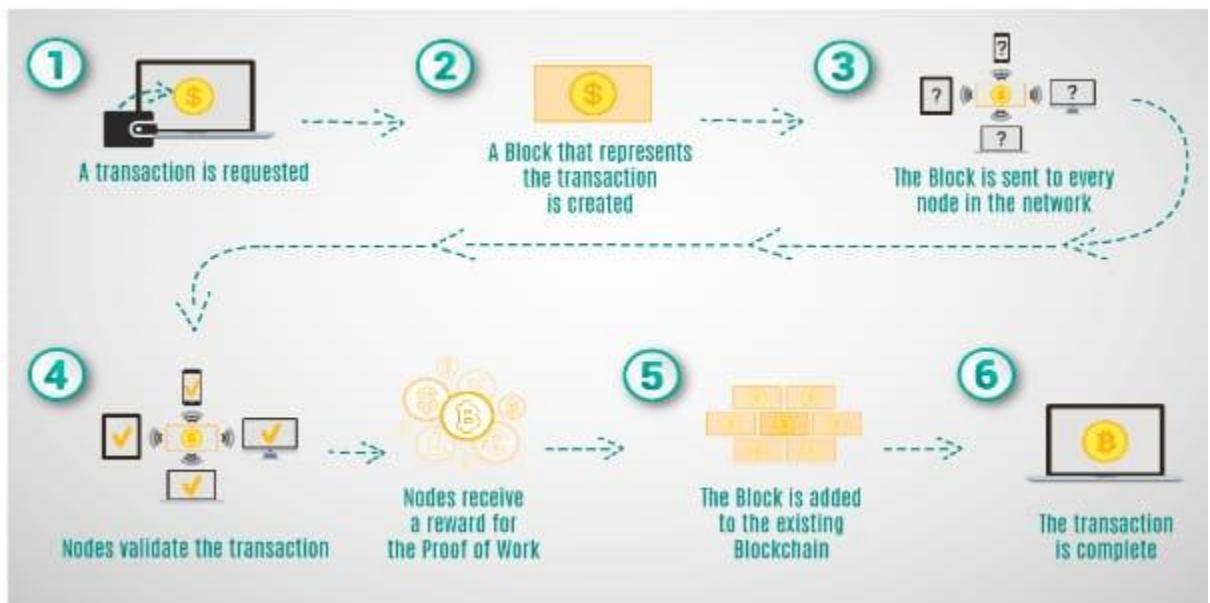 1
A transaction is requested
2
A Block that represents
the transaction
is created
3
The Block is sent to every
node in the network
4
Nodes validate the transaction
Nodes receive
a reward for
the Proof of Work
5
The Block is added
to the existing
Blockchain
6
The transaction
is complete